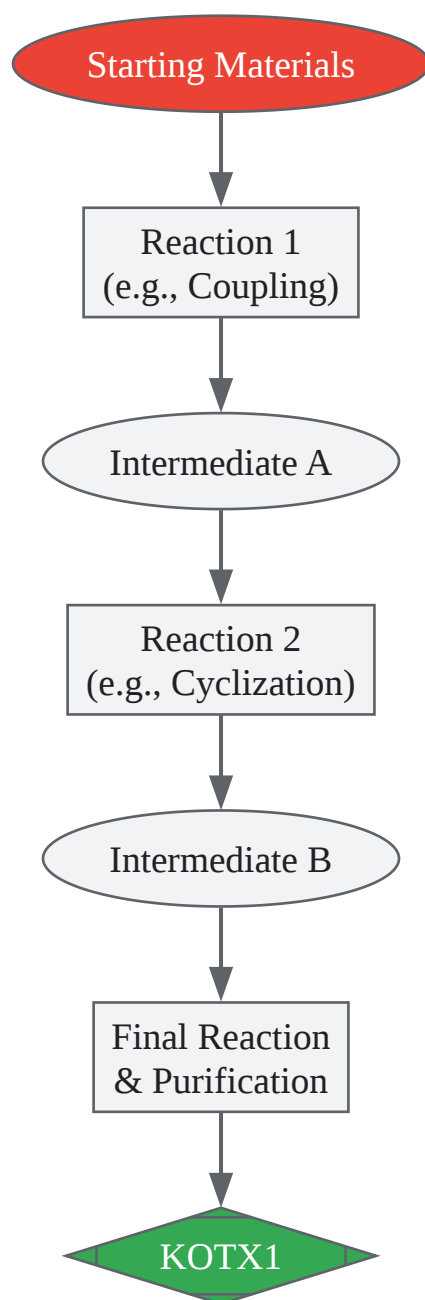 Starting Materials
Reaction 1
(e.g., Coupling)
Intermediate A
Reaction 2
(e.g., Cyclization)
Intermediate B
Final Reaction
& Purification
KOTX1